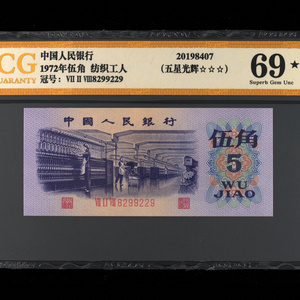 CG
UARANTY
中国人民银行
1972年伍角 纺织工人
冠号: VII II VIII8299229
20198407
(五星光辉☆☆☆)
69★
Superb Gem Unc
中国人民银行
伍角
5
WU
JIAO
VII II VIII 8299229